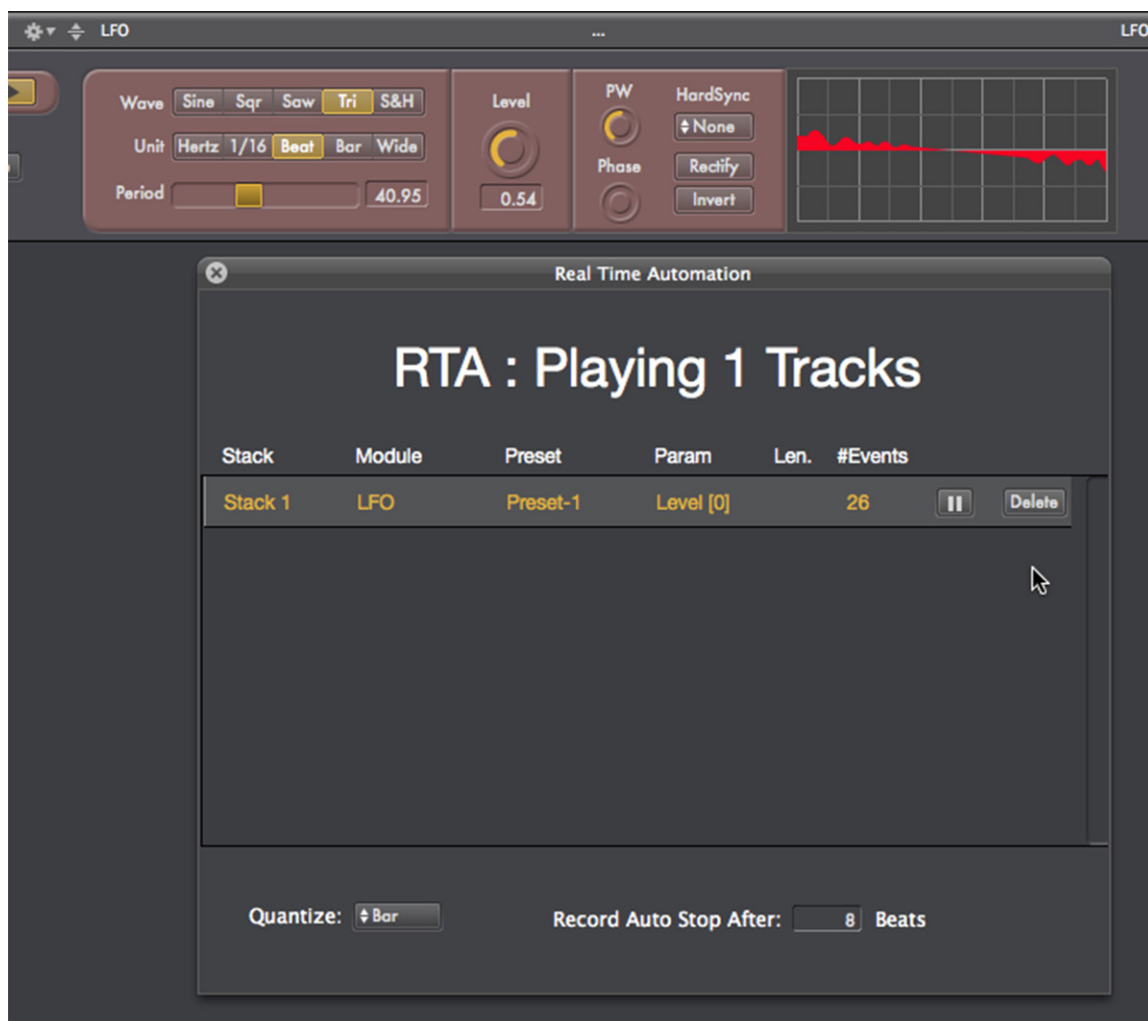 LFO ... LFO
Wave Sine Sqr Saw Tri S&H Level PW HardSync
None
Unit Hertz 1/16 Beat Bar Wide Phase Rectify
Period 40.95 0.54 Invert
Real Time Automation
RTA : Playing 1 Tracks
Stack Module Preset Param Len. #Events
Stack 1 LFO Preset-1 Level [0] 26 Delete
Quantize: Bar Record Auto Stop After: 8 Beats